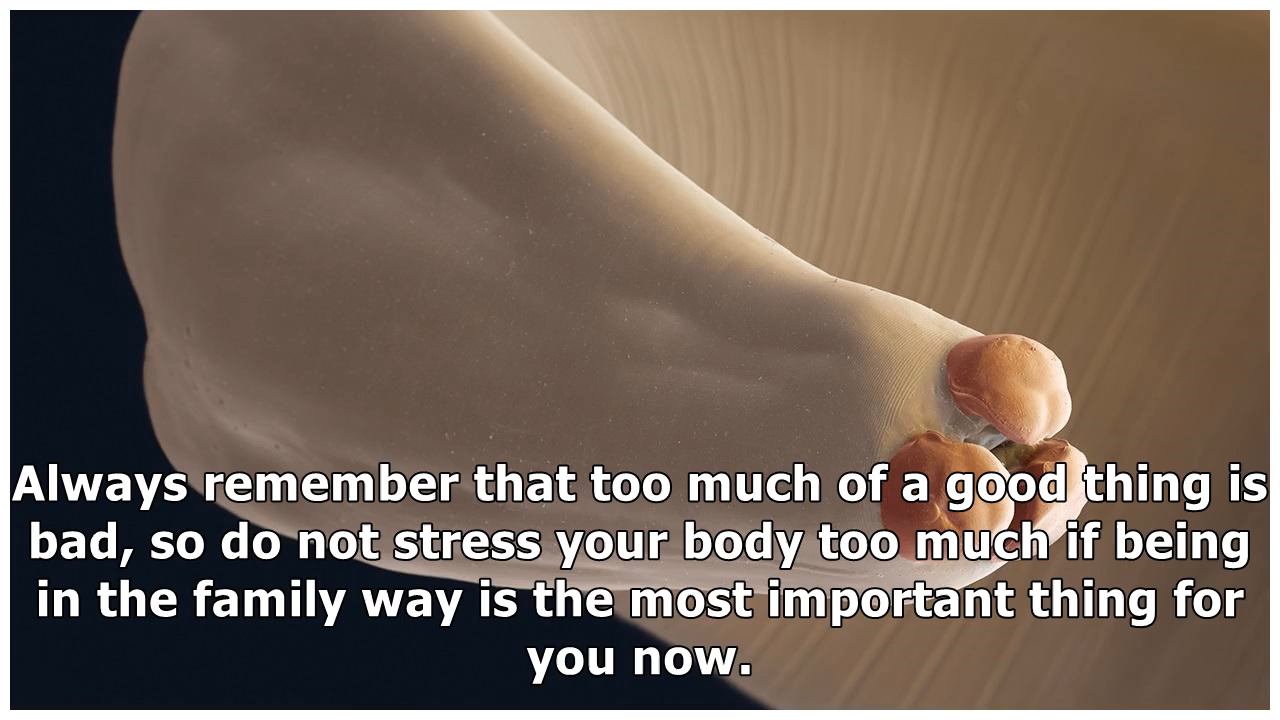 Always remember that too much of a good thing is
bad, so do not stress your body too much if being
in the family way is the most important thing for
you now.